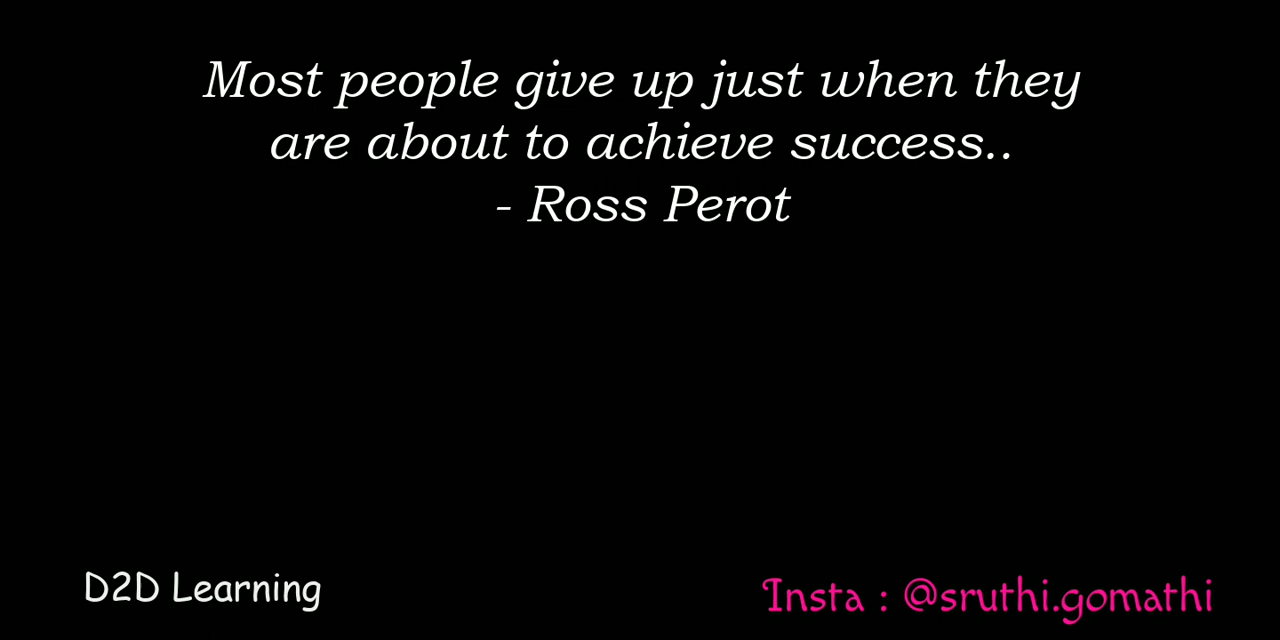 Most people give up just when they
are about to achieve success..
- Ross Perot
D2D Learning
Insta : @sruthi.gomathi